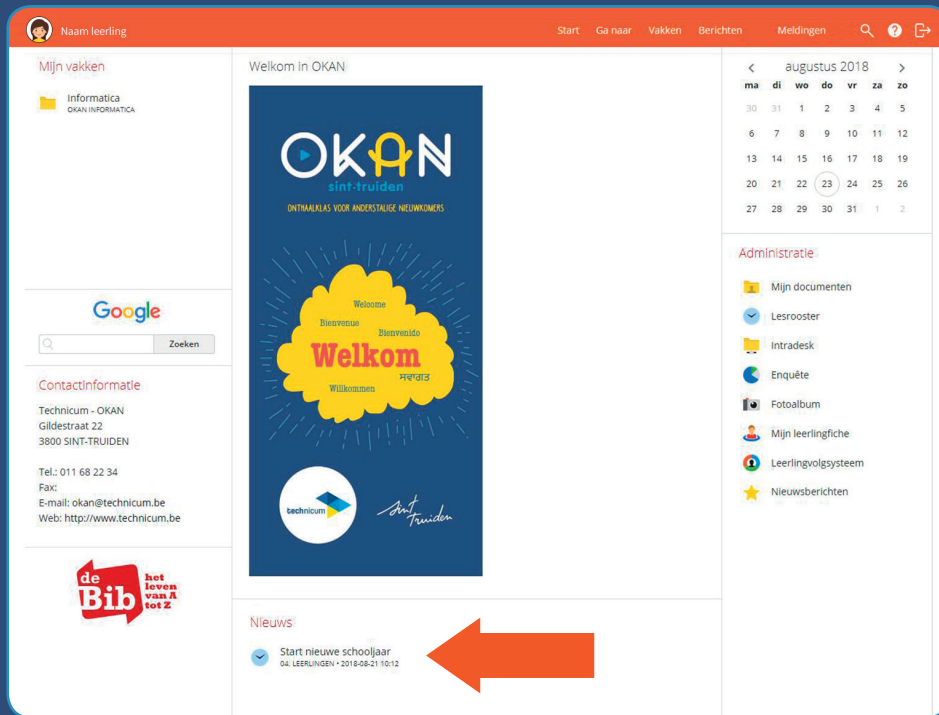 Naam leerling
Start Ga naar Vakken Berichten Meldingen
Mijn vakken
Informatica
OKAN INFORMATICA
Google
Zoeken
Contactinformatie
Technicum - OKAN
Gildestraat 22
3800 SINT-TRUIDEN
Tel.: 011 68 22 34
Fax:
E-mail: okan@technicum.be
Web: http://www.technicum.be
de Bib
het
leven
van A
tot Z
Welkom in OKAN
OKAN
sint-truiden
ONTHAALKLAS VOOR ANDERSTALIGE NIEUWKOMERS
Welcome
Bienvenue
Bienvenido
Welkom
ਸਵਾਗਤ
Willkommen
technicum
sint
Truiden
Nieuws
Start nieuwe schooljaar
04. LEERLINGEN • 2018-08-21 10:12
augustus 2018
ma di wo do vr za zo
30 31 1 2 3 4 5
6 7 8 9 10 11 12
13 14 15 16 17 18 19
20 21 22 23 24 25 26
27 28 29 30 31 1 2
Administratie
Mijn documenten
Lesrooster
Intradesk
Enquête
Fotoalbum
Mijn leerlingfiche
Leerlingvolgsysteem
Nieuwsberichten